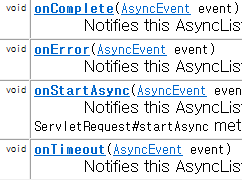 void onComplete(AsyncEvent event)
Notifies this AsyncLis
void onError(AsyncEvent event)
Notifies this AsyncLis
void onStartAsync(AsyncEvent even
Notifies this AsyncLis
ServletRequest#startAsync met
void onTimeout(AsyncEvent event)
Notifies this AsyncLis